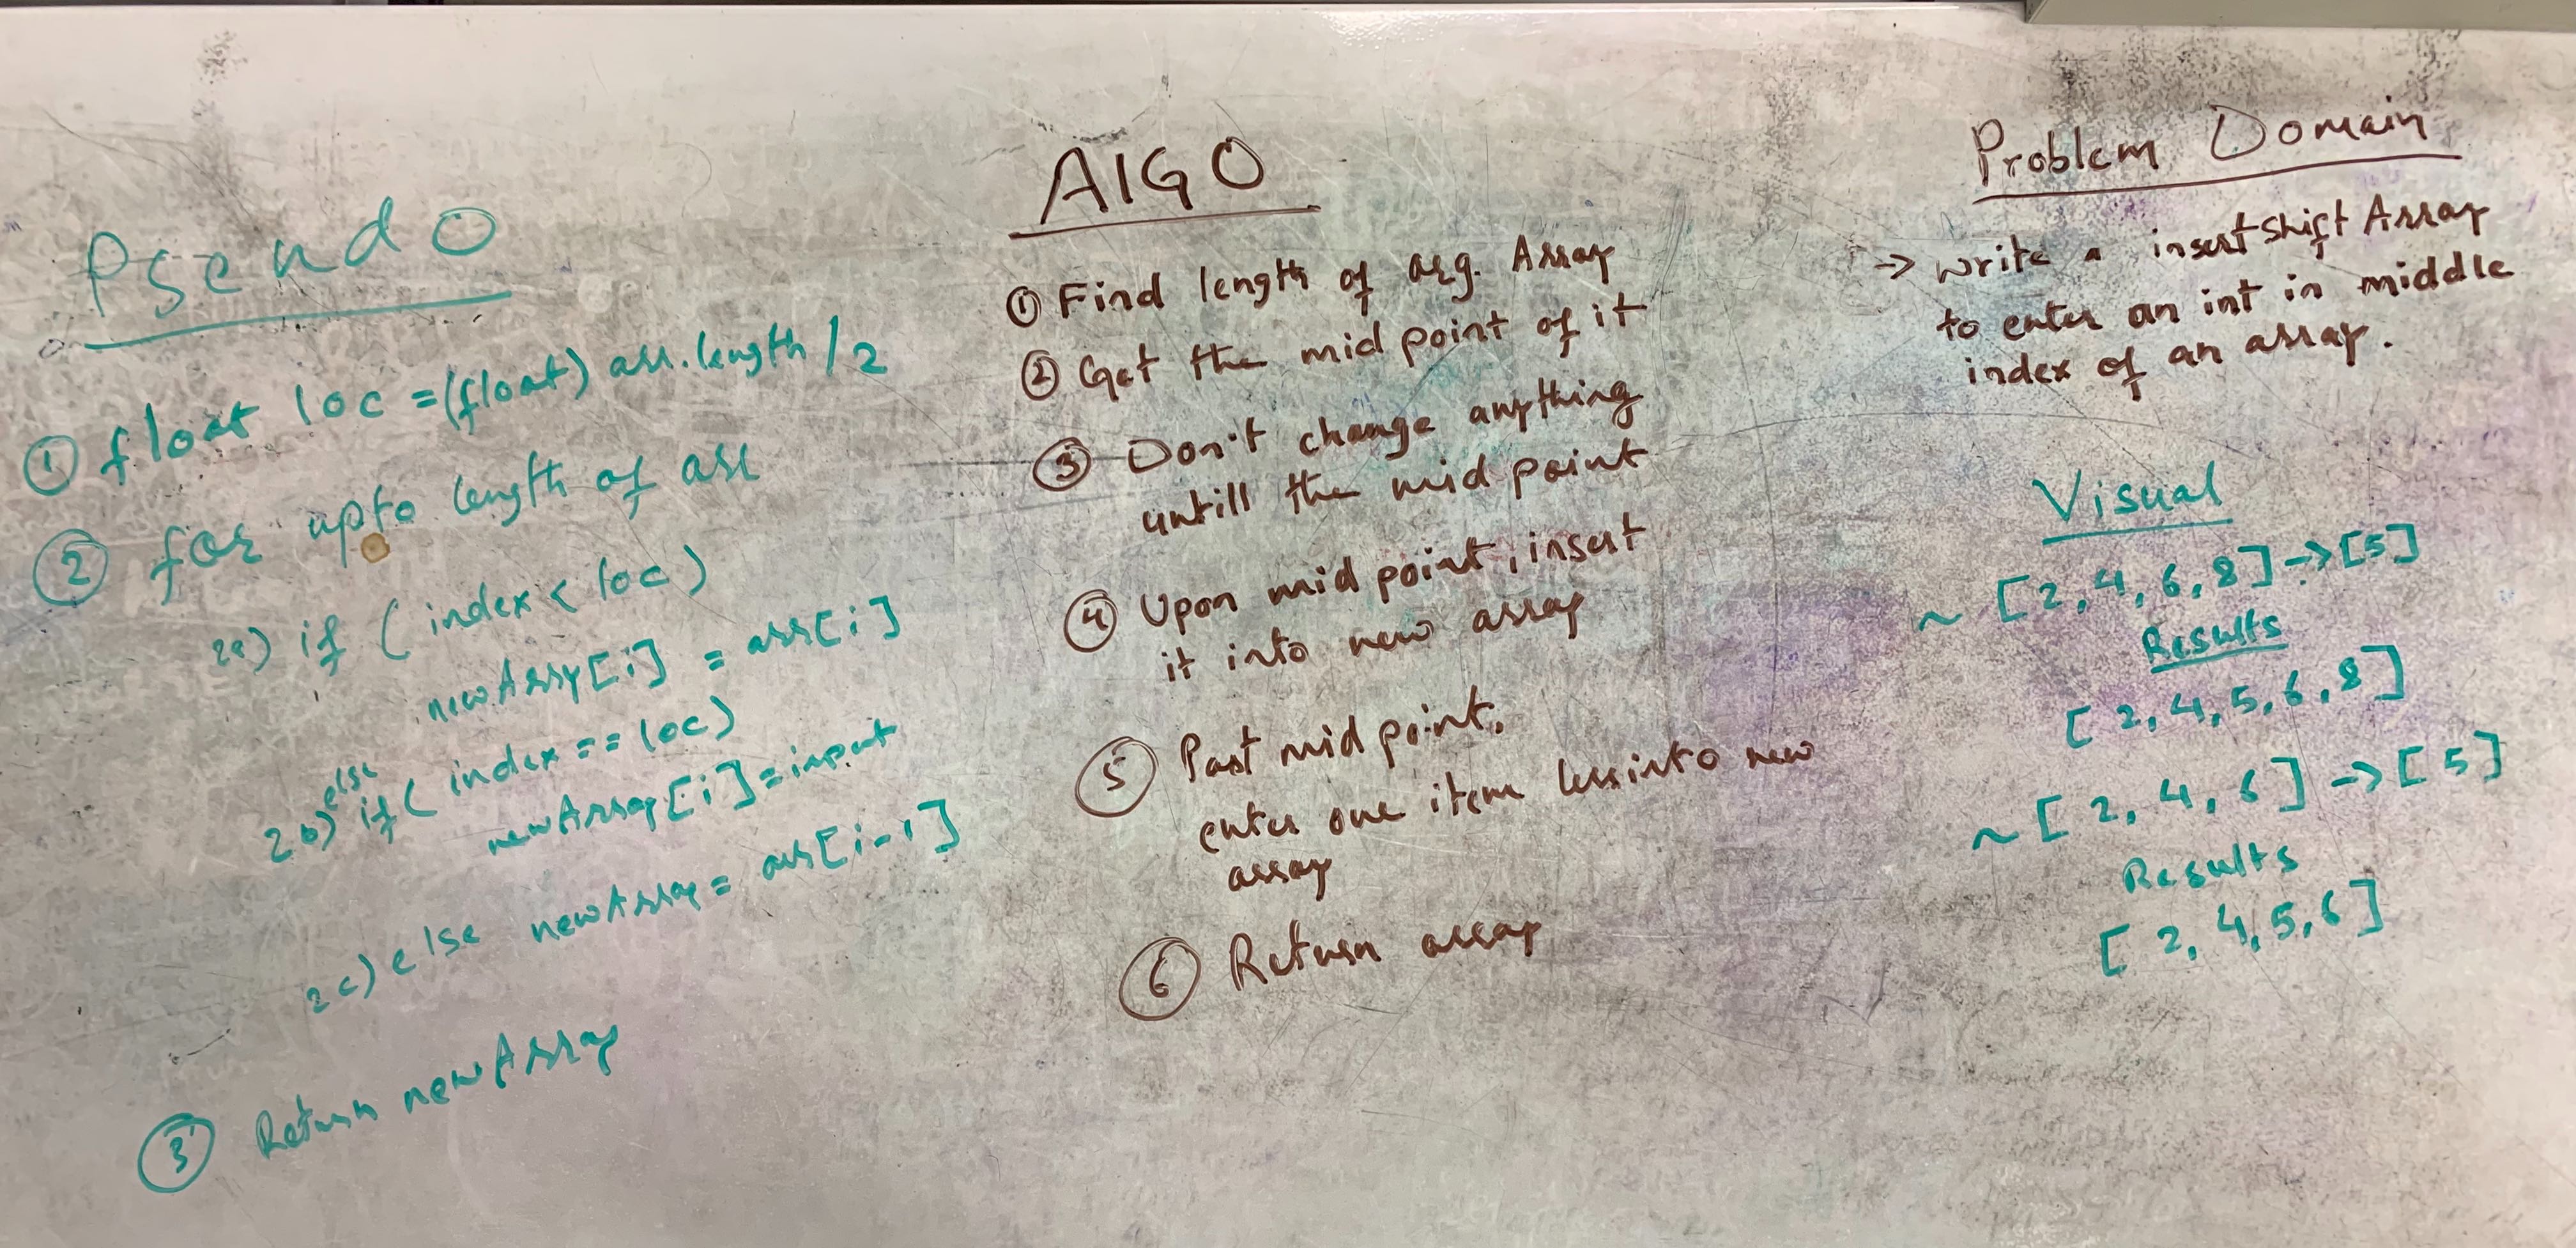 Psendo
① float loc =(float) arr.length/2
② for upto length of arr
2a) if ( index < loc)
newArry[i] = arr[i]
else
2b) if( index == loc)
newArray[i]=input
2c) else newArray = arr[i-1]
③ Return newArray
AlGO
① Find length of arg. Array
② Get the mid point of it
③ Don't change anything
untill the mid point
④ Upon mid point, insert
it into new array
⑤ Past mid point,
enter one item less into new
array
⑥ Return array
Problem Domain
→ write a insertshift Array
to enter an int in middle
index of an array.
Visual
~ [2,4,6,8] → [5]
Results
[2,4,5,6,8]
~ [2,4,6] → [5]
Results
[2,4,5,6]